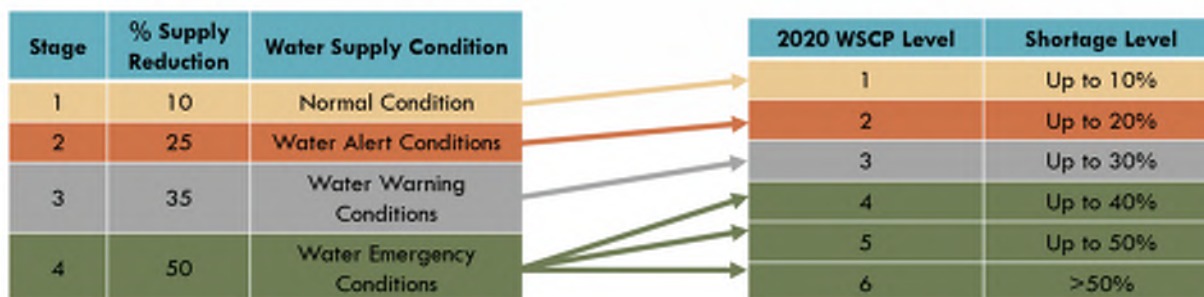 Stage % Supply Reduction Water Supply Condition
1 10 Normal Condition
2 25 Water Alert Conditions
3 35 Water Warning Conditions
4 50 Water Emergency Conditions
2020 WSCP Level Shortage Level
1 Up to 10%
2 Up to 20%
3 Up to 30%
4 Up to 40%
5 Up to 50%
6 >50%